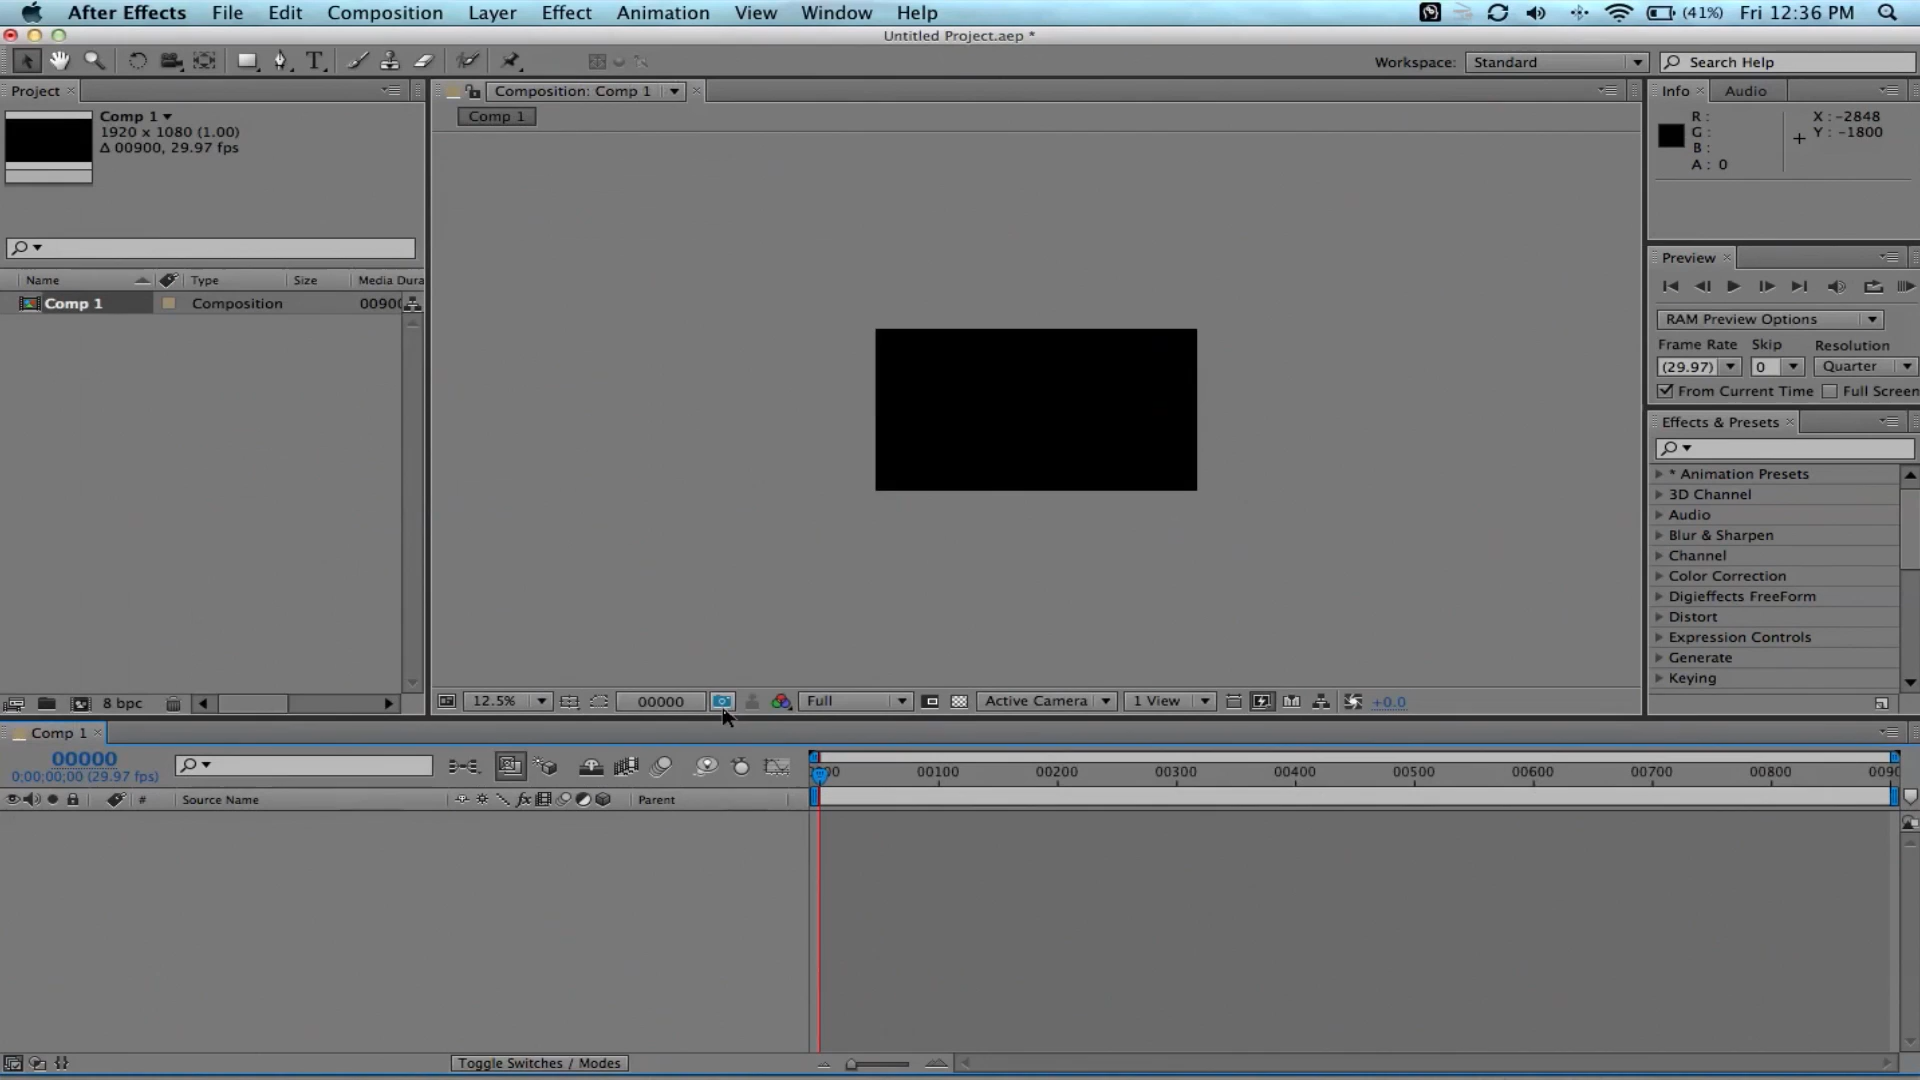 After Effects File Edit Composition Layer Effect Animation View Window Help (41%) Fri 12:36 PM
Untitled Project.aep *
T Workspace: Standard Search Help
Project Composition: Comp 1 Info Audio
Comp 1
1920 x 1080 (1.00)
Δ 00900, 29.97 fps
Comp 1
R :
G :
B :
A : 0
X : -2848
Y : -1800
Preview
RAM Preview Options
Frame Rate Skip Resolution
(29.97) 0 Quarter
From Current Time Full Screen
Name Type Size Media Dura
Comp 1 Composition 0090
Effects & Presets
* Animation Presets
3D Channel
Audio
Blur & Sharpen
Channel
Color Correction
Digieffects FreeForm
Distort
Expression Controls
Generate
Keying
8 bpc
12.5% 00000 Full Active Camera 1 View +0.0
Comp 1
00000
0;00;00;00 (29.97 fps)
00 00100 00200 00300 00400 00500 00600 00700 00800 0090
# Source Name fx Parent
Toggle Switches / Modes